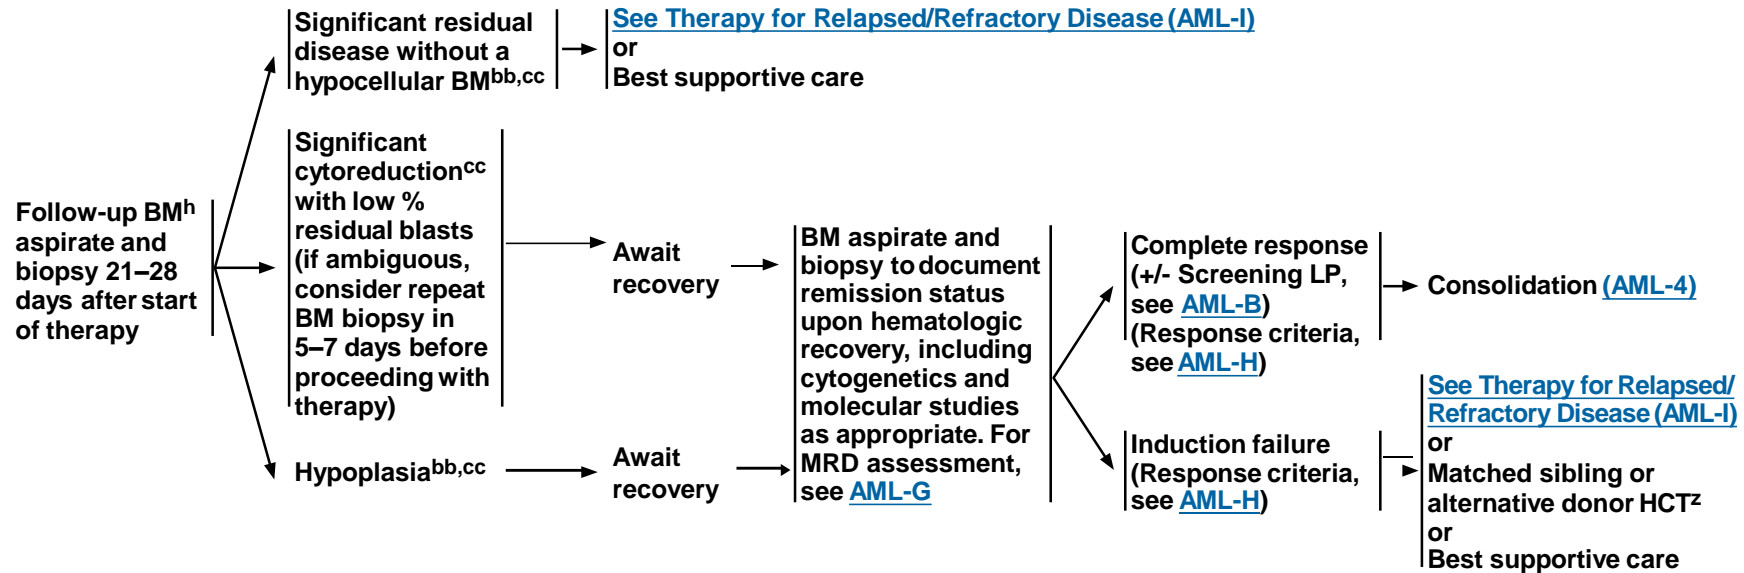 Follow-up BMh
aspirate and
biopsy 21–28
days after start
of therapy
Significant residual
disease without a
hypocellular BMbb,cc
See Therapy for Relapsed/Refractory Disease (AML-I)
or
Best supportive care
Significant
cytoreductioncc
with low %
residual blasts
(if ambiguous,
consider repeat
BM biopsy in
5–7 days before
proceeding with
therapy)
Await
recovery
Hypoplasiabb,cc
Await
recovery
BM aspirate and
biopsy to document
remission status
upon hematologic
recovery, including
cytogenetics and
molecular studies
as appropriate. For
MRD assessment,
see AML-G
Complete response
(+/- Screening LP,
see AML-B)
(Response criteria,
see AML-H)
Consolidation (AML-4)
Induction failure
(Response criteria,
see AML-H)
See Therapy for Relapsed/
Refractory Disease (AML-I)
or
Matched sibling or
alternative donor HCTz
or
Best supportive care